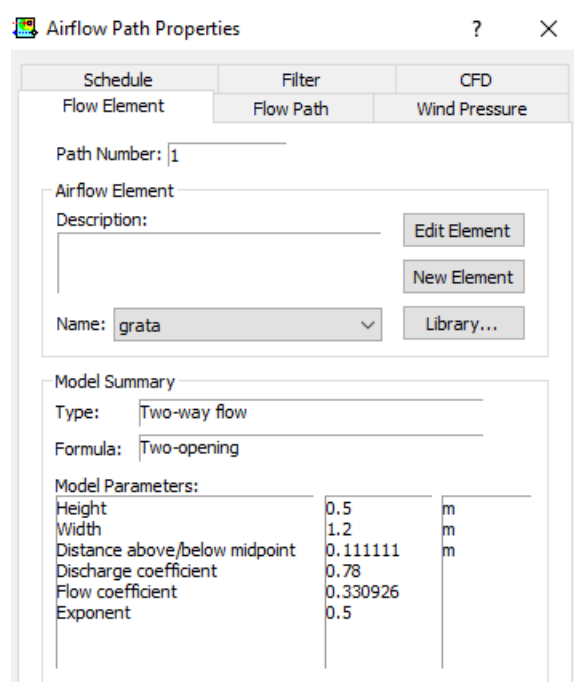 Airflow Path Properties ? ×
Schedule Filter CFD
Flow Element Flow Path Wind Pressure
Path Number: 1
Airflow Element
Description:
Edit Element
New Element
Name: grata Library...
Model Summary
Type: Two-way flow
Formula: Two-opening
Model Parameters:
Height 0.5 m
Width 1.2 m
Distance above/below midpoint 0.111111 m
Discharge coefficient 0.78
Flow coefficient 0.330926
Exponent 0.5